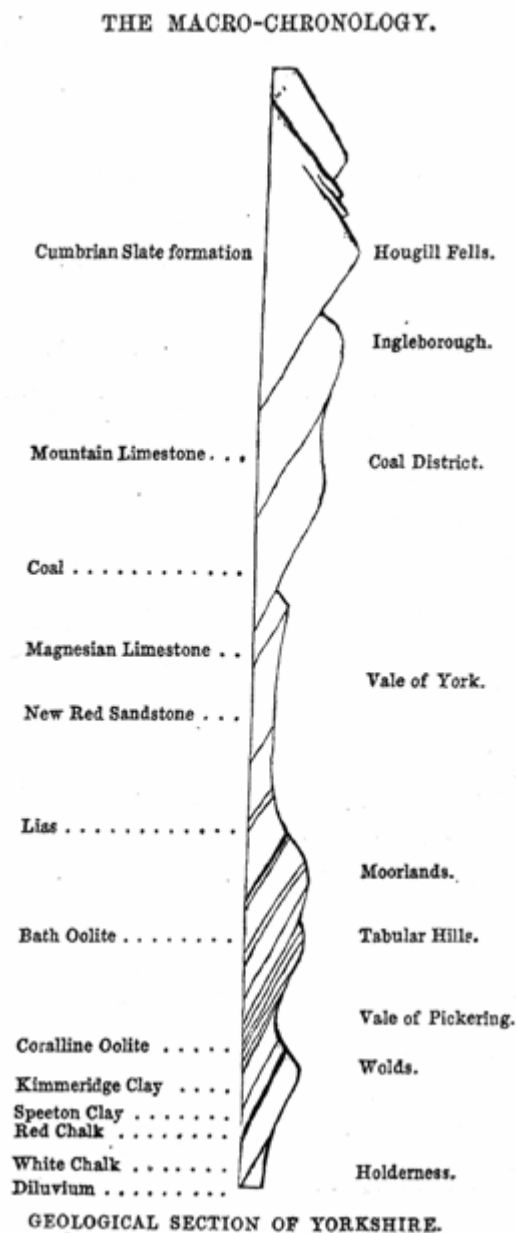 THE MACRO-CHRONOLOGY.
Cumbrian Slate formation
Hougill Fells.
Ingleborough.
Mountain Limestone . . .
Coal District.
Coal . . . . . . . . . . . .
Magnesian Limestone . .
Vale of York.
New Red Sandstone . . .
Lias . . . . . . . . . . . .
Moorlands.
Bath Oolite . . . . . . . .
Tabular Hills.
Vale of Pickering.
Coralline Oolite . . . . .
Wolds.
Kimmeridge Clay . . . .
Speeton Clay . . . . . . .
Red Chalk . . . . . . . .
White Chalk . . . . . . .
Holderness.
Diluvium . . . . . . . . .
GEOLOGICAL SECTION OF YORKSHIRE.